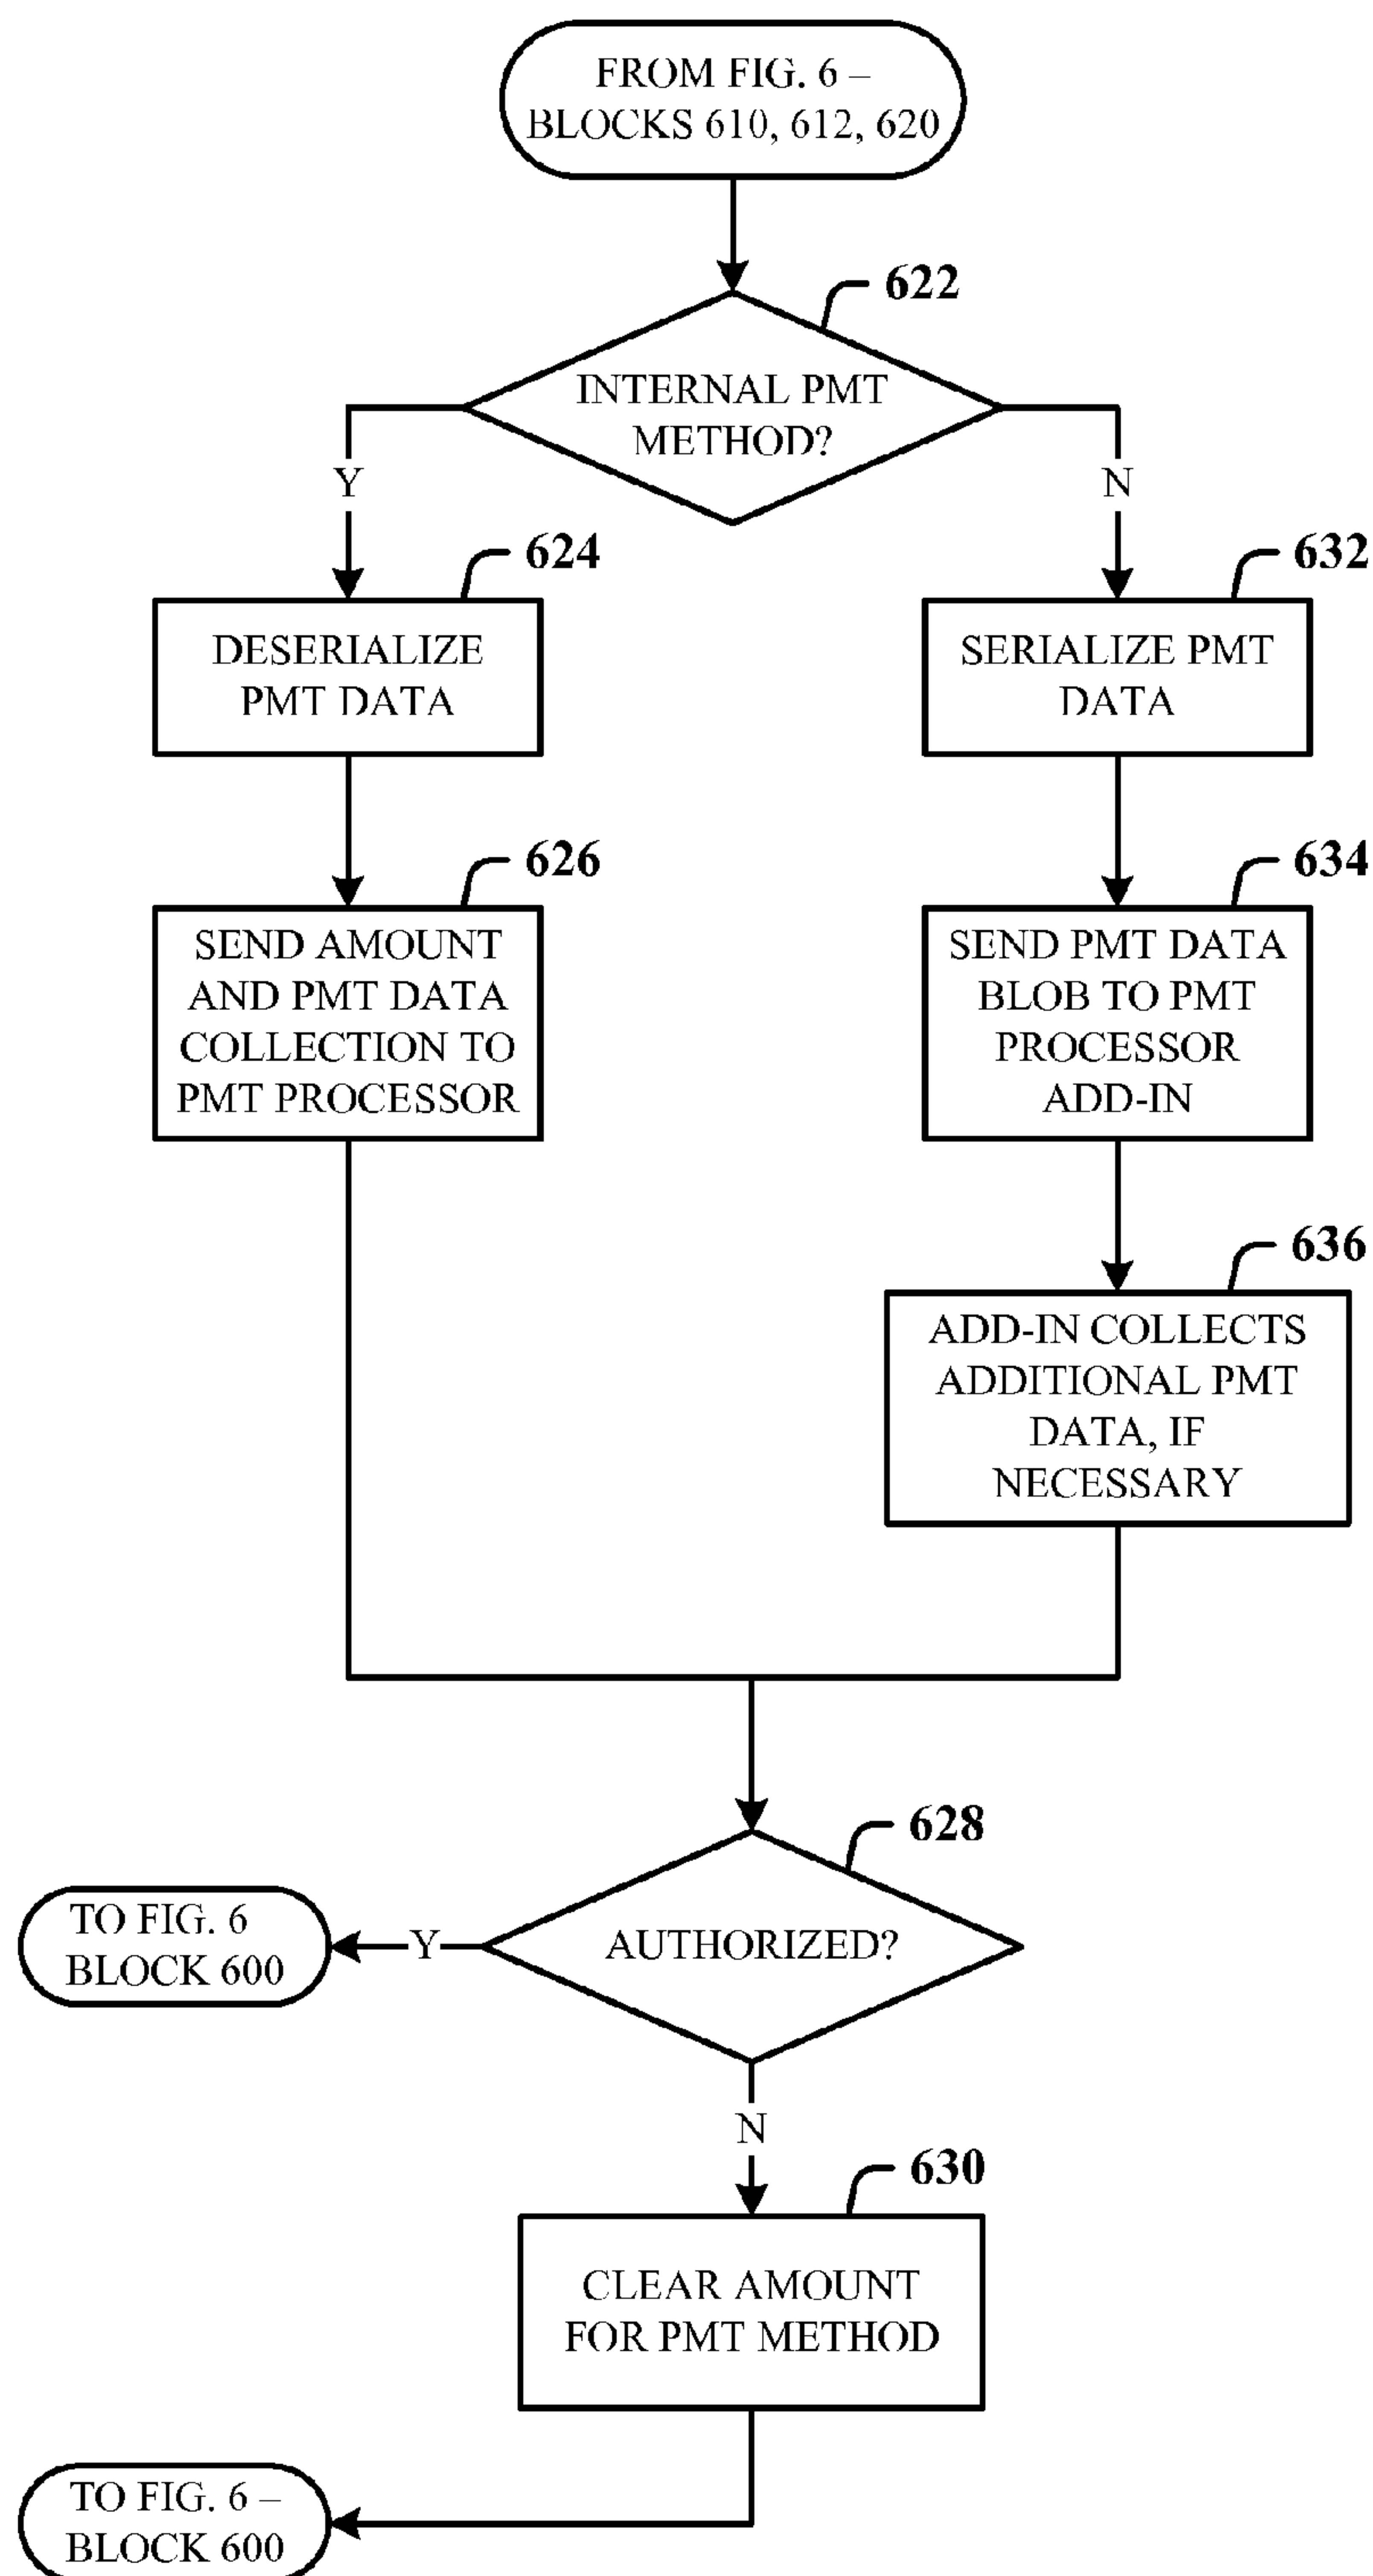 FROM FIG. 6 –
BLOCKS 610, 612, 620
622
INTERNAL PMT
METHOD?
Y
N
624
DESERIALIZE
PMT DATA
632
SERIALIZE PMT
DATA
626
SEND AMOUNT
AND PMT DATA
COLLECTION TO
PMT PROCESSOR
634
SEND PMT DATA
BLOB TO PMT
PROCESSOR
ADD-IN
636
ADD-IN COLLECTS
ADDITIONAL PMT
DATA, IF
NECESSARY
628
AUTHORIZED?
Y
TO FIG. 6
BLOCK 600
N
630
CLEAR AMOUNT
FOR PMT METHOD
TO FIG. 6 –
BLOCK 600